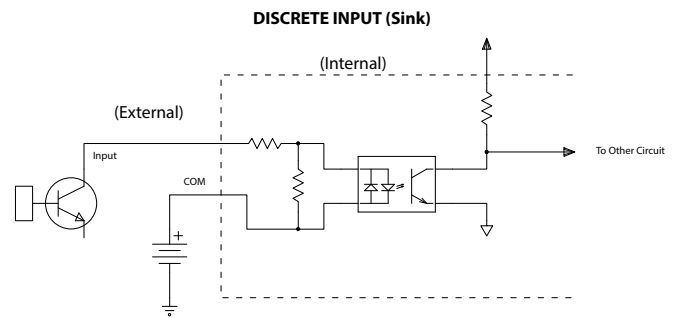 DISCRETE INPUT (Sink)
(Internal)
(External)
Input
To Other Circuit
COM
+